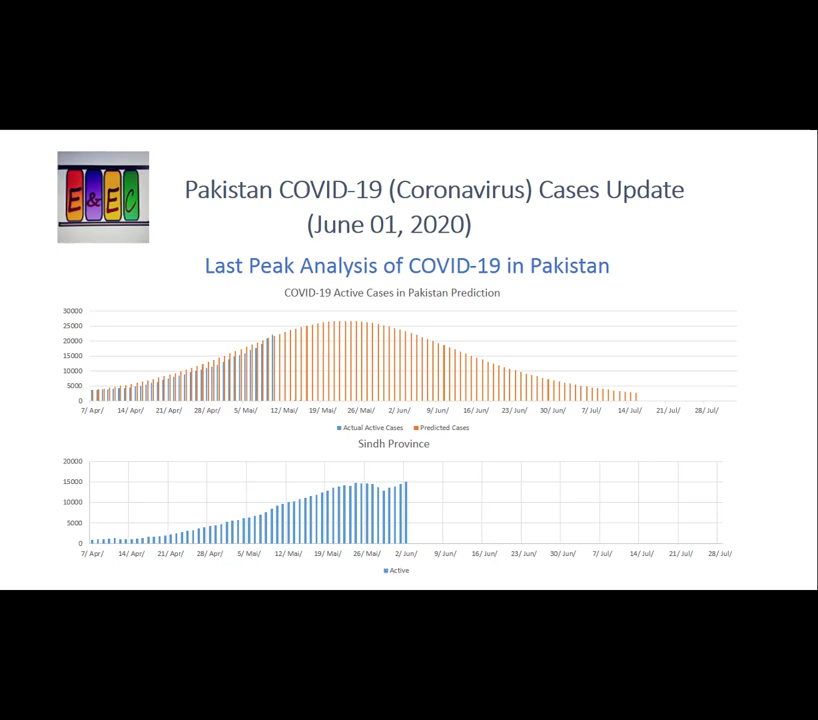 E&EC
Pakistan COVID-19 (Coronavirus) Cases Update
(June 01, 2020)
Last Peak Analysis of COVID-19 in Pakistan
COVID-19 Active Cases in Pakistan Prediction
30000
25000
20000
15000
10000
5000
0
7/ Apr/ 14/ Apr/ 21/ Apr/ 28/ Apr/ 5/ Mai/ 12/ Mai/ 19/ Mai/ 26/ Mai/ 2/ Jun/ 9/ Jun/ 16/ Jun/ 23/ Jun/ 30/ Jun/ 7/ Jul/ 14/ Jul/ 21/ Jul/ 28/ Jul/
Actual Active Cases Predicted Cases
Sindh Province
20000
15000
10000
5000
0
7/ Apr/ 14/ Apr/ 21/ Apr/ 28/ Apr/ 5/ Mai/ 12/ Mai/ 19/ Mai/ 26/ Mai/ 2/ Jun/ 9/ Jun/ 16/ Jun/ 23/ Jun/ 30/ Jun/ 7/ Jul/ 14/ Jul/ 21/ Jul/ 28/ Jul/
Active